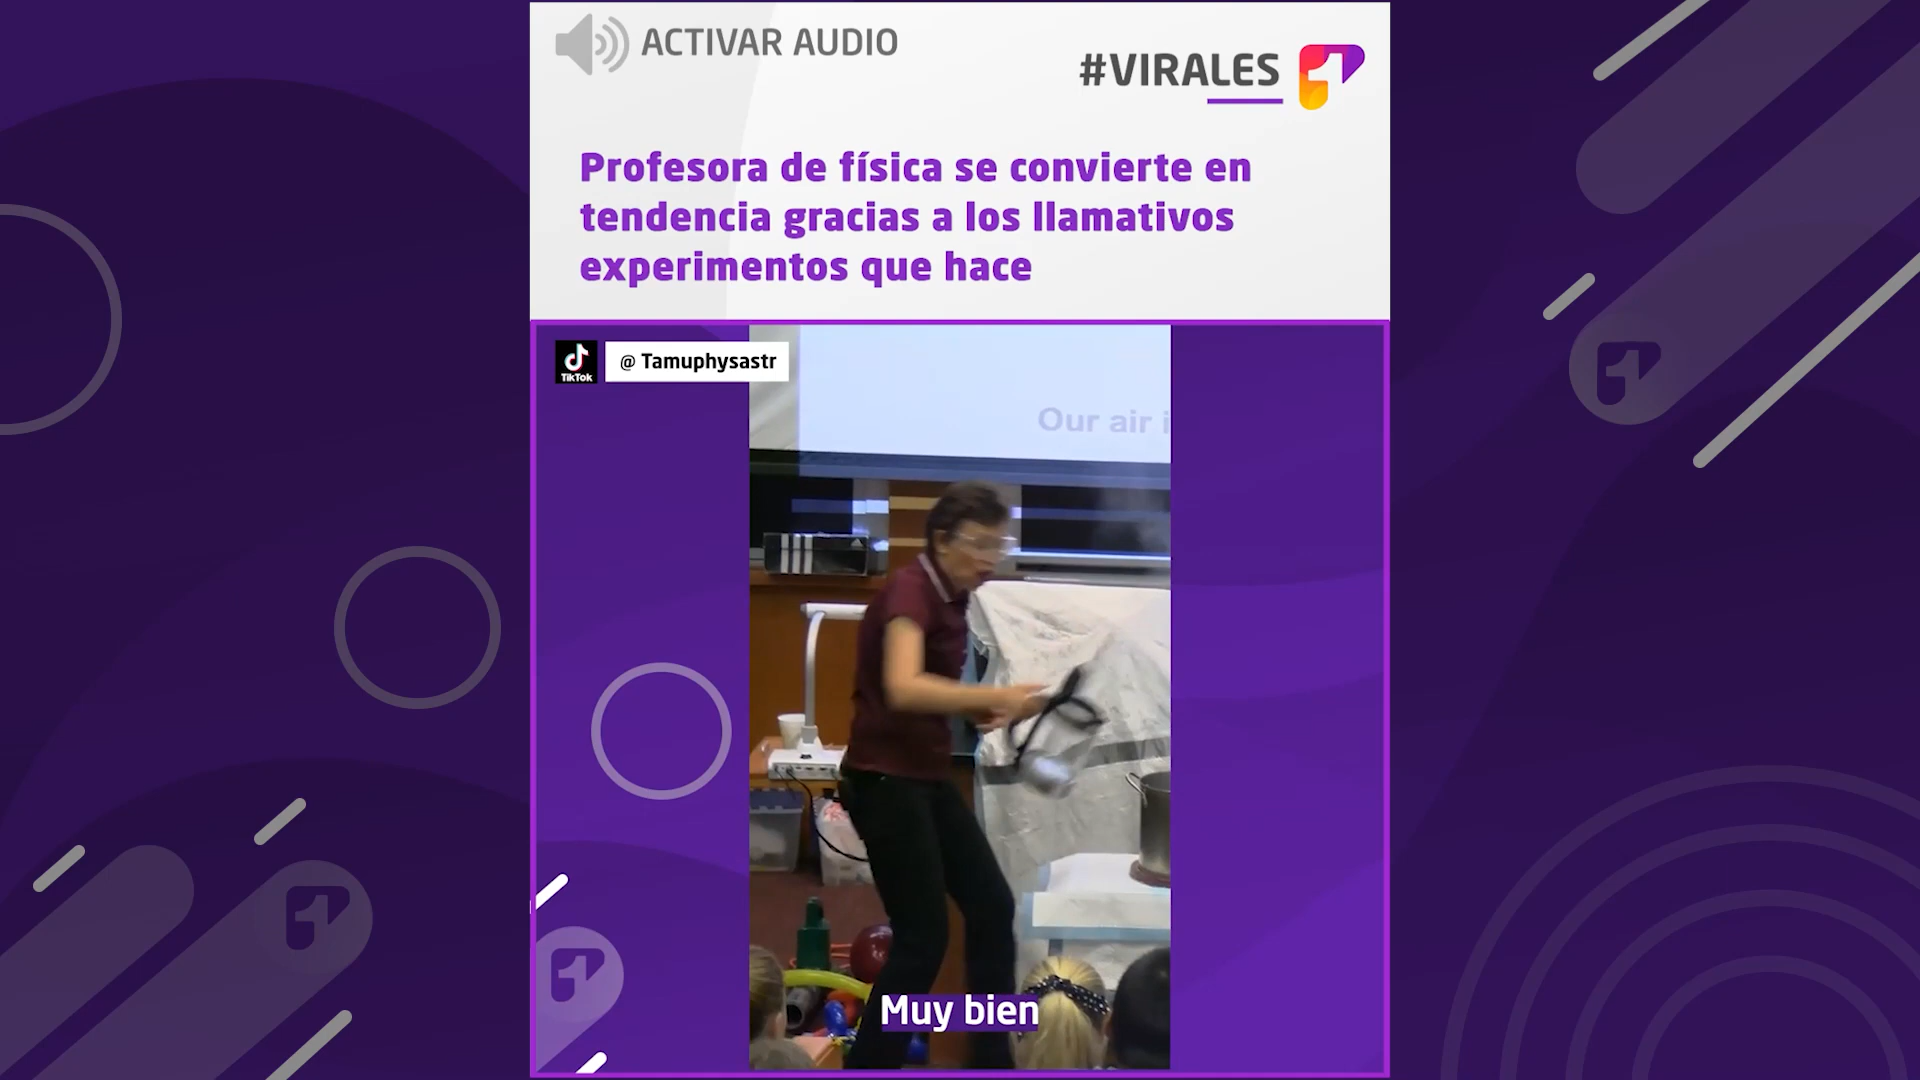 ACTIVAR AUDIO
#VIRALES
Profesora de física se convierte en
tendencia gracias a los llamativos
experimentos que hace
TikTok
@ Tamuphysastr
Our air i
adidas
Muy bien